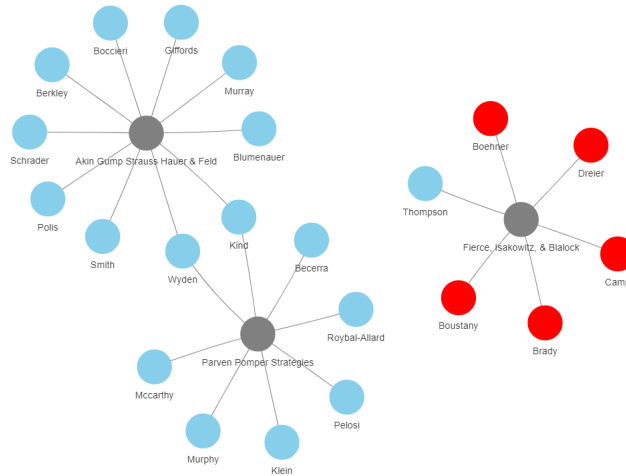 Boccieri
Giffords
Berkley
Murray
Schrader
Akin Gump Strauss Hauer & Feld
Blumenauer
Polis
Smith
Wyden
Kind
Becerra
Roybal-Allard
Parven Pomper Strategies
Mccarthy
Pelosi
Murphy
Klein
Boehner
Dreier
Thompson
Fierce, Isakowitz, & Blalock
Camp
Boustany
Brady